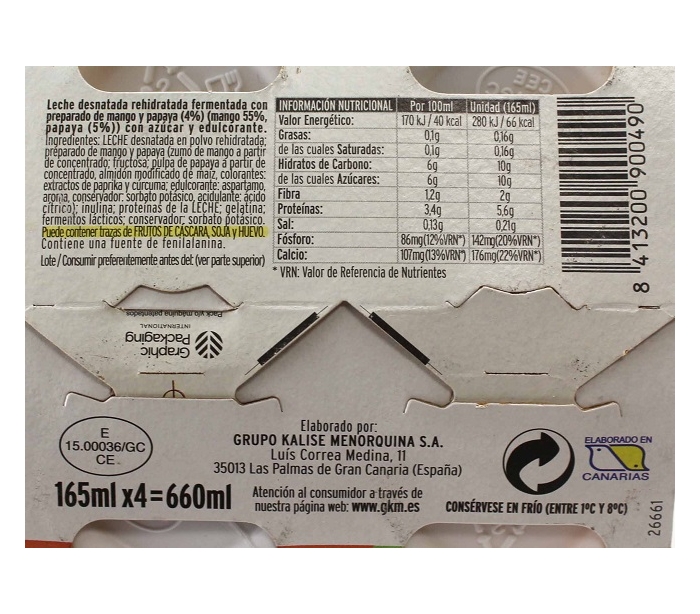 Leche desnatada rehidratada fermentada con
preparado de mango y papaya (4%) (mango 55%,
papaya (5%)) con azúcar y edulcorante.
Ingredientes: LECHE desnatada en polvo rehidratada;
preparado de mango y papaya (zumo de mango a partir
de concentrado; fructosa; pulpa de papaya a partir de
concentrado, almidón modificado de maíz, colorantes:
extractos de paprika y cúrcuma; edulcorante: aspartamo,
aroma, conservador: sorbato potásico, acidulante: ácido
cítrico); inulina; proteínas de la LECHE; gelatina;
fermentos lácticos; conservador: sorbato potásico.
Puede contener trazas de FRUTOS DE CÁSCARA, SOJA y HUEVO.
Contiene una fuente de fenilalanina.
Lote / Consumir preferentemente antes del: (ver parte superior)
INFORMACIÓN NUTRICIONAL Por 100ml Unidad (165ml)
Valor Energético: 170 kJ / 40 kcal 280 kJ / 66 kcal
Grasas: 0,1g 0,16g
de las cuales Saturadas: 0,1g 0,16g
Hidratos de Carbono: 6g 10g
de las cuales Azúcares: 6g 10g
Fibra 1,2g 2g
Proteínas: 3,4g 5,6g
Sal: 0,13g 0,21g
Fósforo: 86mg(12%VRN*) 142mg(20%VRN*)
Calcio: 107mg(13%VRN*) 176mg(22%VRN*)
* VRN: Valor de Referencia de Nutrientes
8 413200 900490
Pack y/o máquina patentados
Graphic
Packaging
INTERNATIONAL
E
15.00036/GC
CE
165ml x4=660ml
Elaborado por:
GRUPO KALISE MENORQUINA S.A.
Luís Correa Medina, 11
35013 Las Palmas de Gran Canaria (España)
Atención al consumidor a través de
nuestra página web: www.gkm.es
ELABORADO EN
CANARIAS
CONSÉRVESE EN FRÍO (ENTRE 1ºC Y 8ºC)
26661